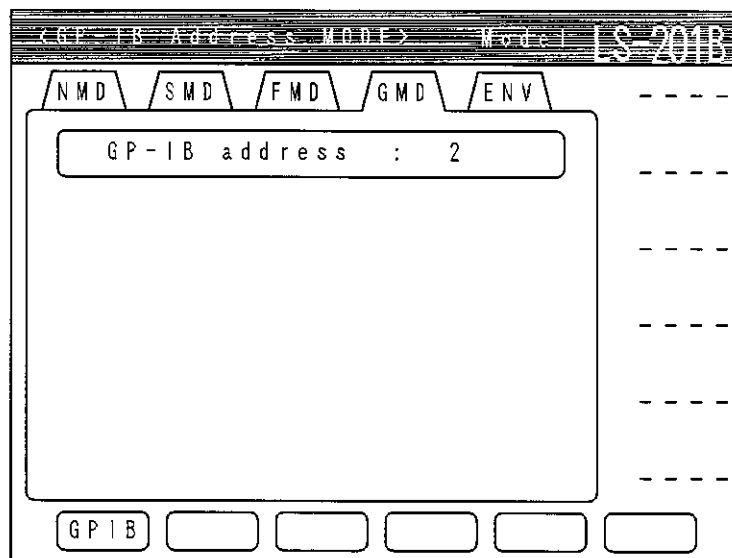 <GP-IB Address MODE> Model LS-201B
NMD SMD FMD GMD ENV
GP-IB address : 2
GPIB